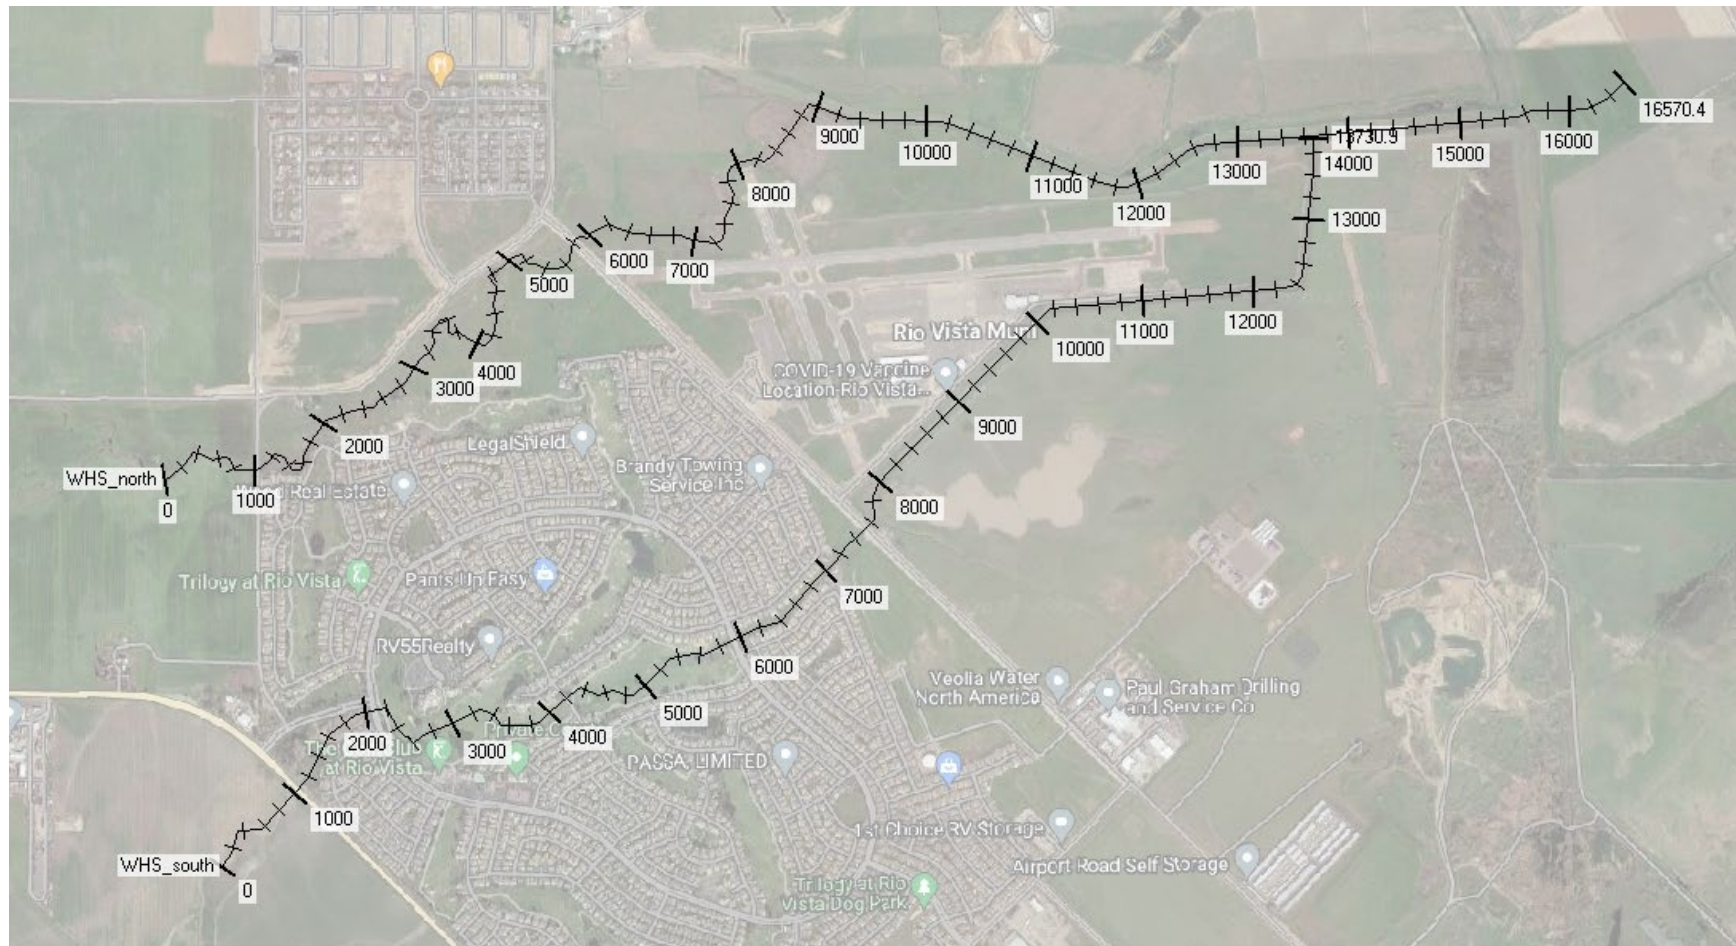 16570.4
9000
13730.9
10000
16000
15000
14000
13000
11000
8000
12000
13000
6000
7000
5000
12000
11000
Rio Vista Muni
10000
4000
3000
COVID-19 Vaccine
Location-Rio Vista...
9000
2000
LegalShield
WHS_north
Brandy Towing
Service Inc
1000
Real Estate
0
8000
Trilogy at Rio Vista
Pants Up Easy
7000
RV55Realty
6000
Veolia Water
North America
Paul Graham Drilling
and Service Co
5000
4000
2000
3000
at Rio Vista
PASSA, LIMITED
1000
1st Choice RV Storage
WHS_south
0
Airport Road Self Storage
Trilogy at Rio
Vista Dog Park